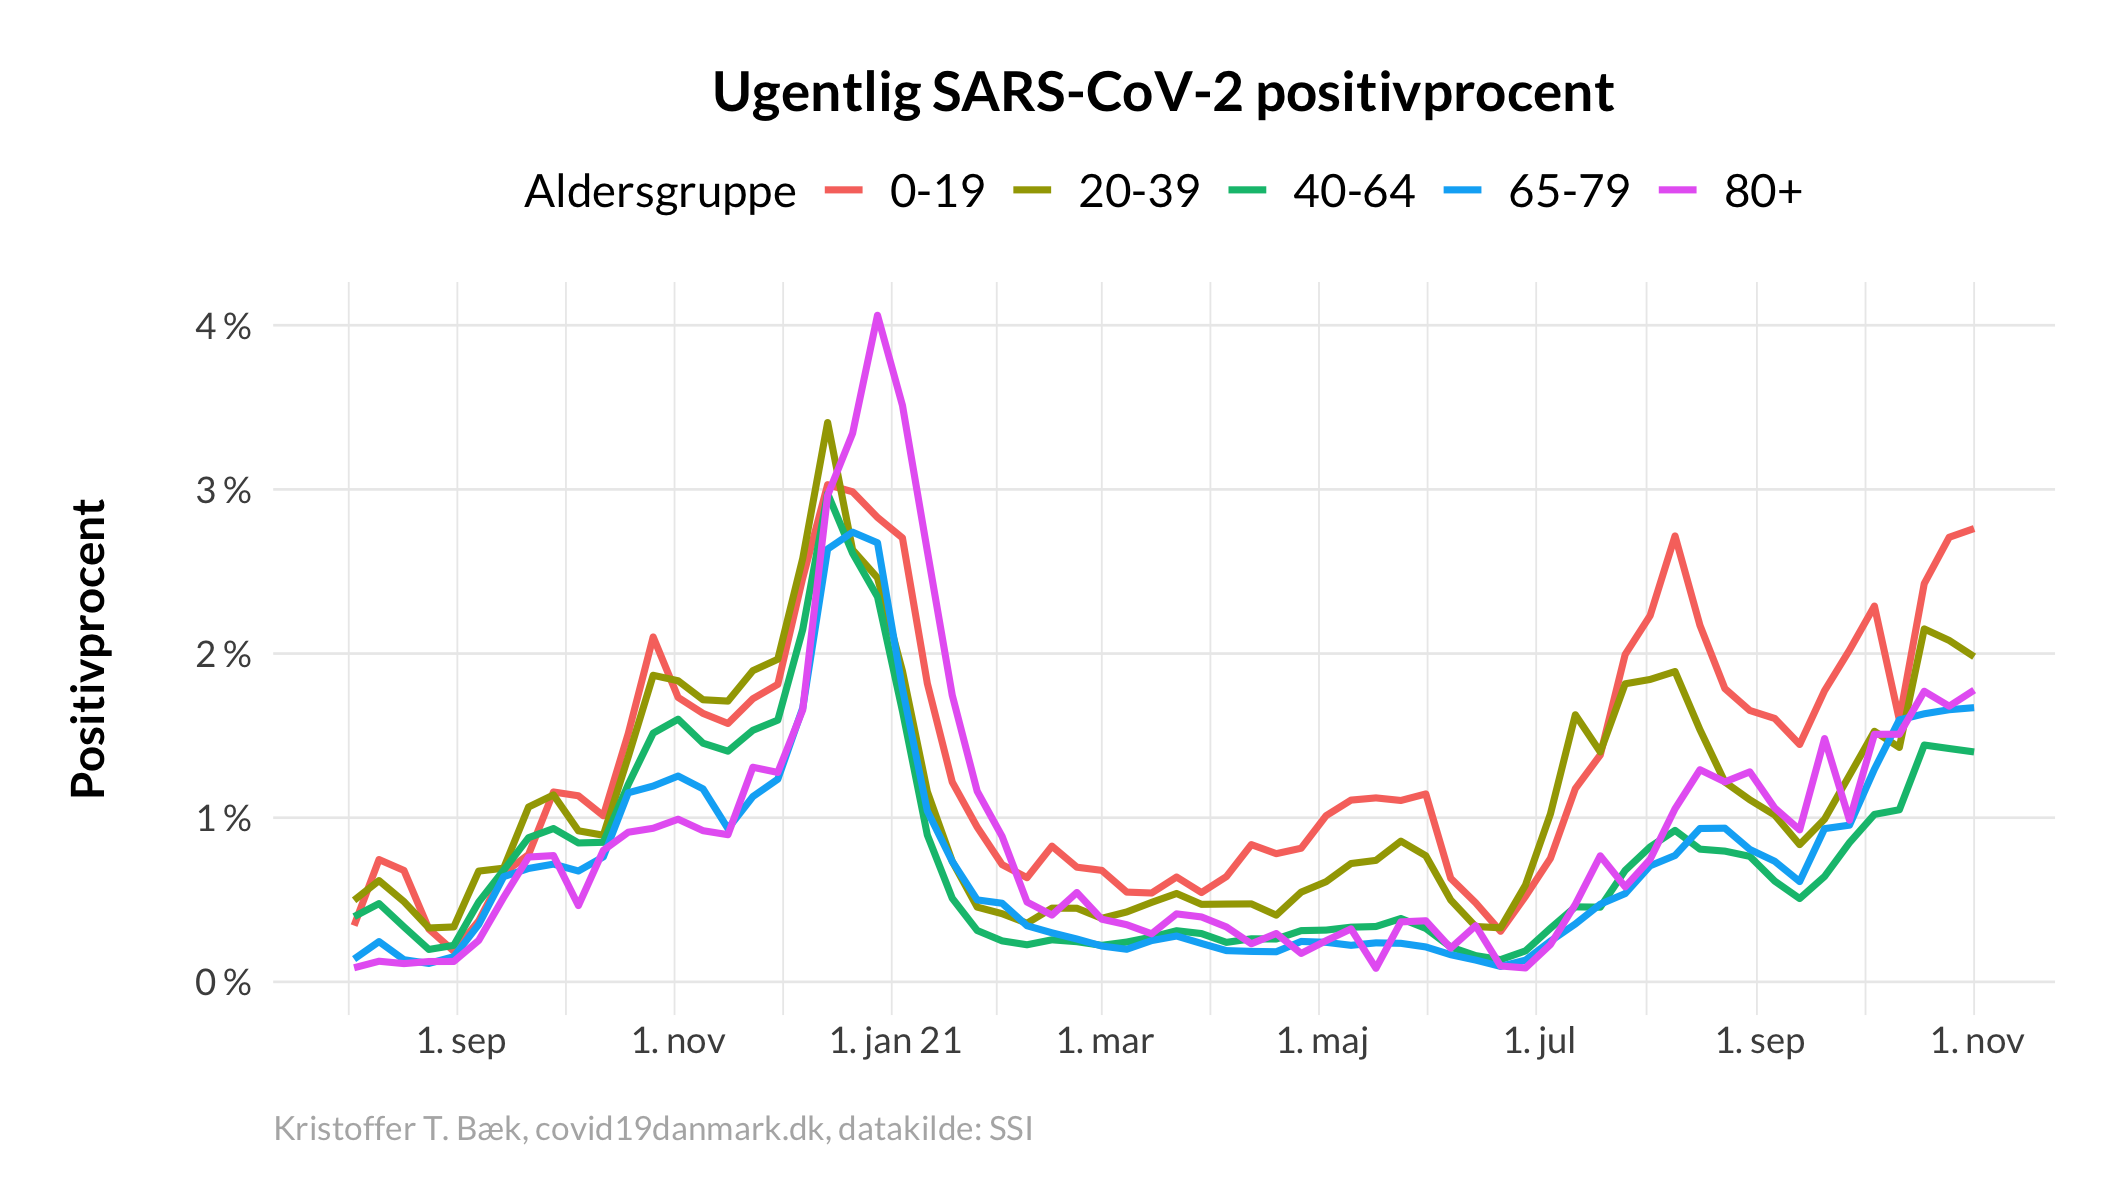 Ugentlig SARS-CoV-2 positivprocent
Aldersgruppe 0-19 20-39 40-64 65-79 80+
Positivprocent
4 %
3 %
2 %
1 %
0 %
1. sep 1. nov 1. jan 21 1. mar 1. maj 1. jul 1. sep 1. nov
Kristoffer T. Bæk, covid19danmark.dk, datakilde: SSI